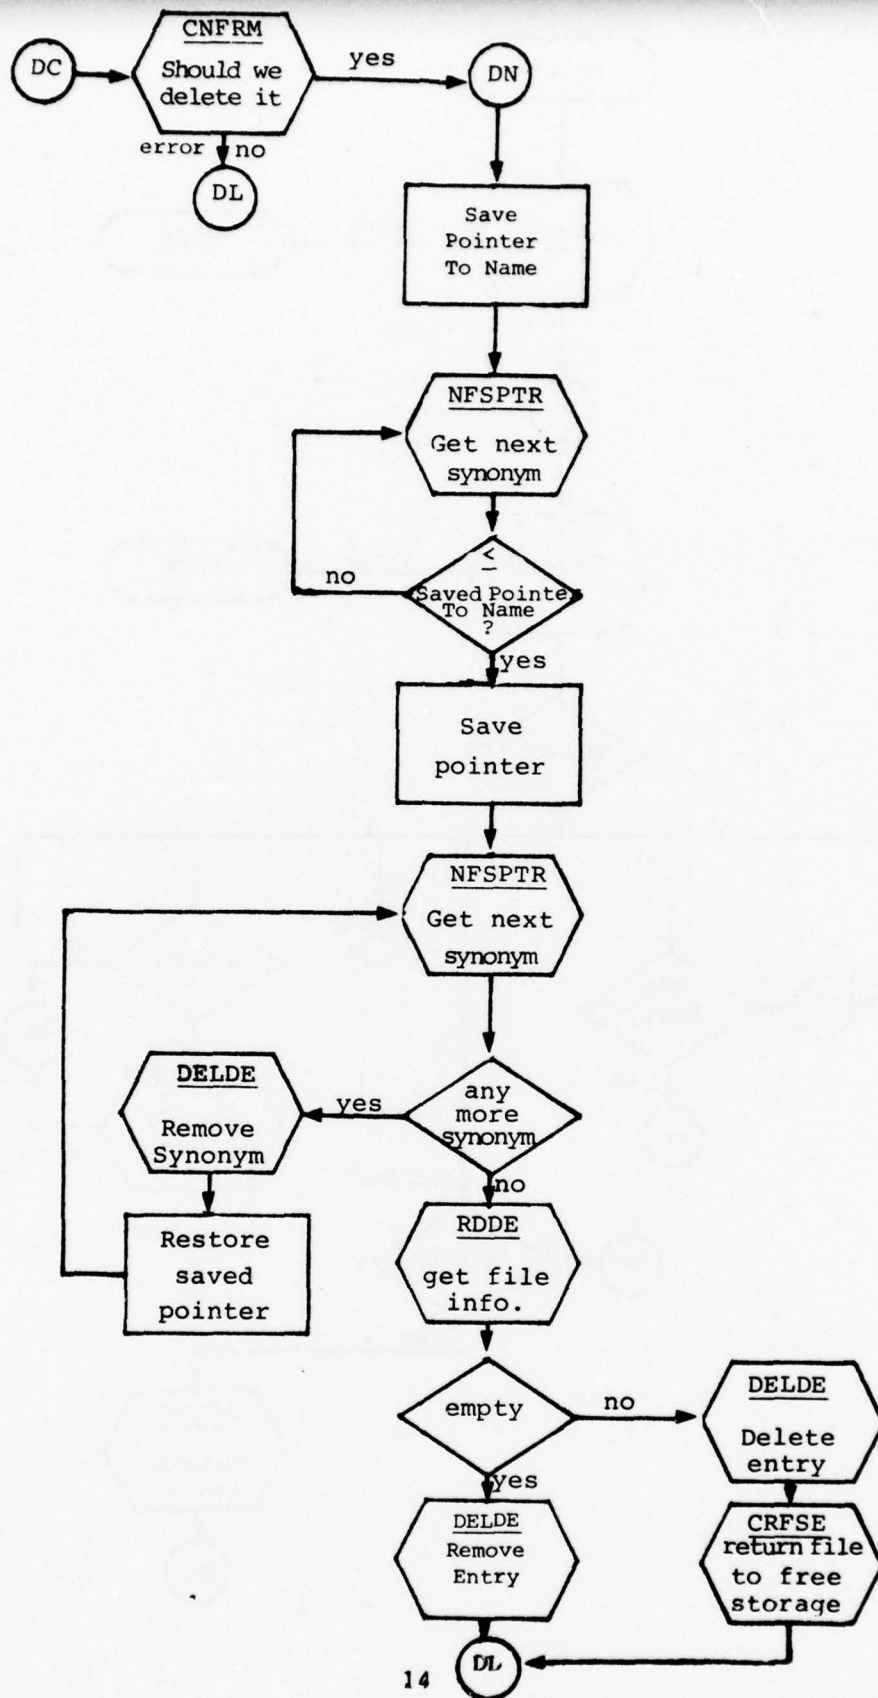 CNFRM
DC
Should we
delete it
yes
DN
error
no
DL
Save
Pointer
To Name
NFSPTR
Get next
synonym
<
no
Saved Pointe
To Name
?
yes
Save
pointer
NFSPTR
Get next
synonym
any
more
synonym
yes
DELDE
Remove
Synonym
no
Restore
saved
pointer
RDDE
get file
info.
empty
no
DELDE
Delete
entry
yes
DELDE
Remove
Entry
CRFSE
return file
to free
storage
DL
14